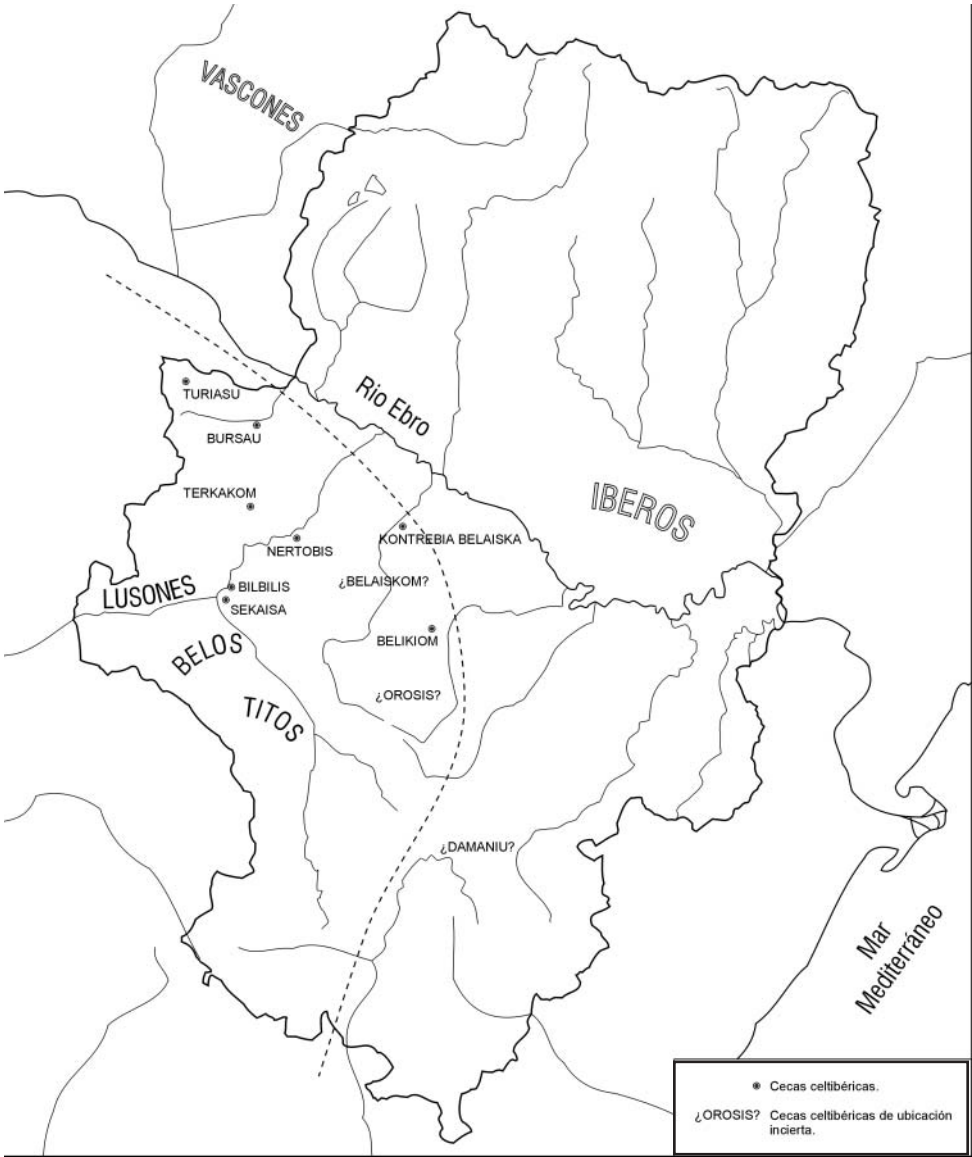 VASCONES
TURIASU
BURSAU
Rio Ebro
TERKAKOM
IBEROS
KONTREBIA BELAISKA
NERTOBIS
¿BELAISKOM?
BILBILIS
LUSONES
SEKAISA
BELOS
BELIKIOM
¿OROSIS?
TITOS
¿DAMANIU?
Mar
Mediterráneo
Cecas celtibéricas.
¿OROSIS? Cecas celtibéricas de ubicación
incierta.